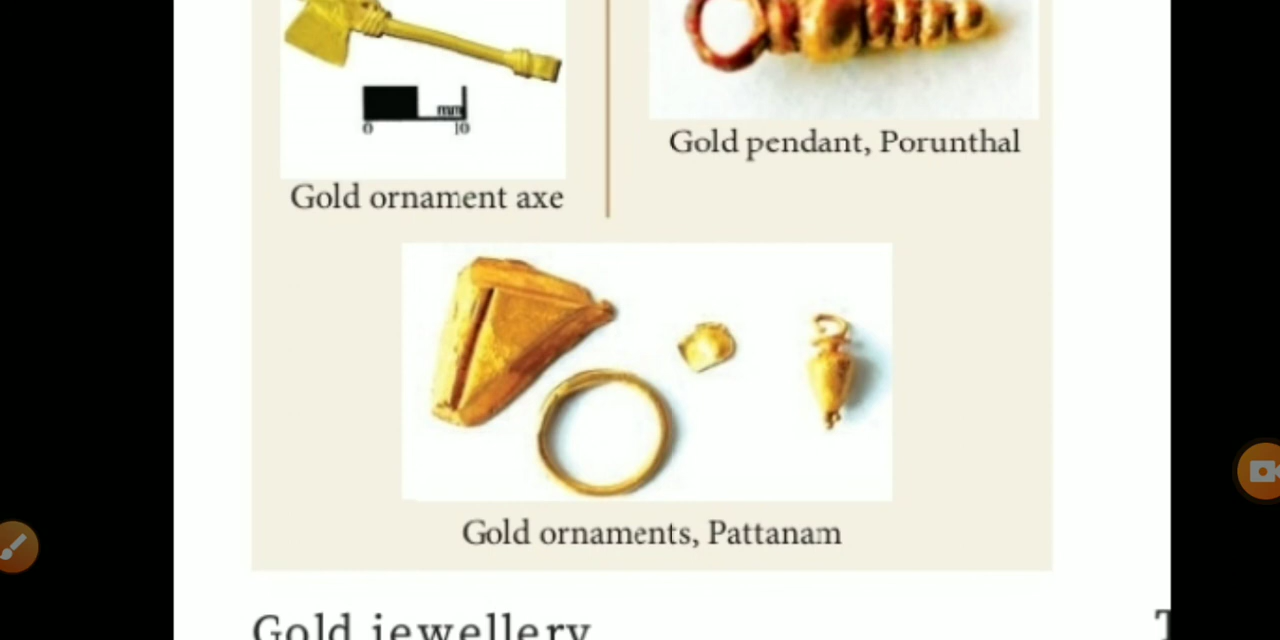 mm
0 10
Gold ornament axe
Gold pendant, Porunthal
Gold ornaments, Pattanam
Gold jewellery